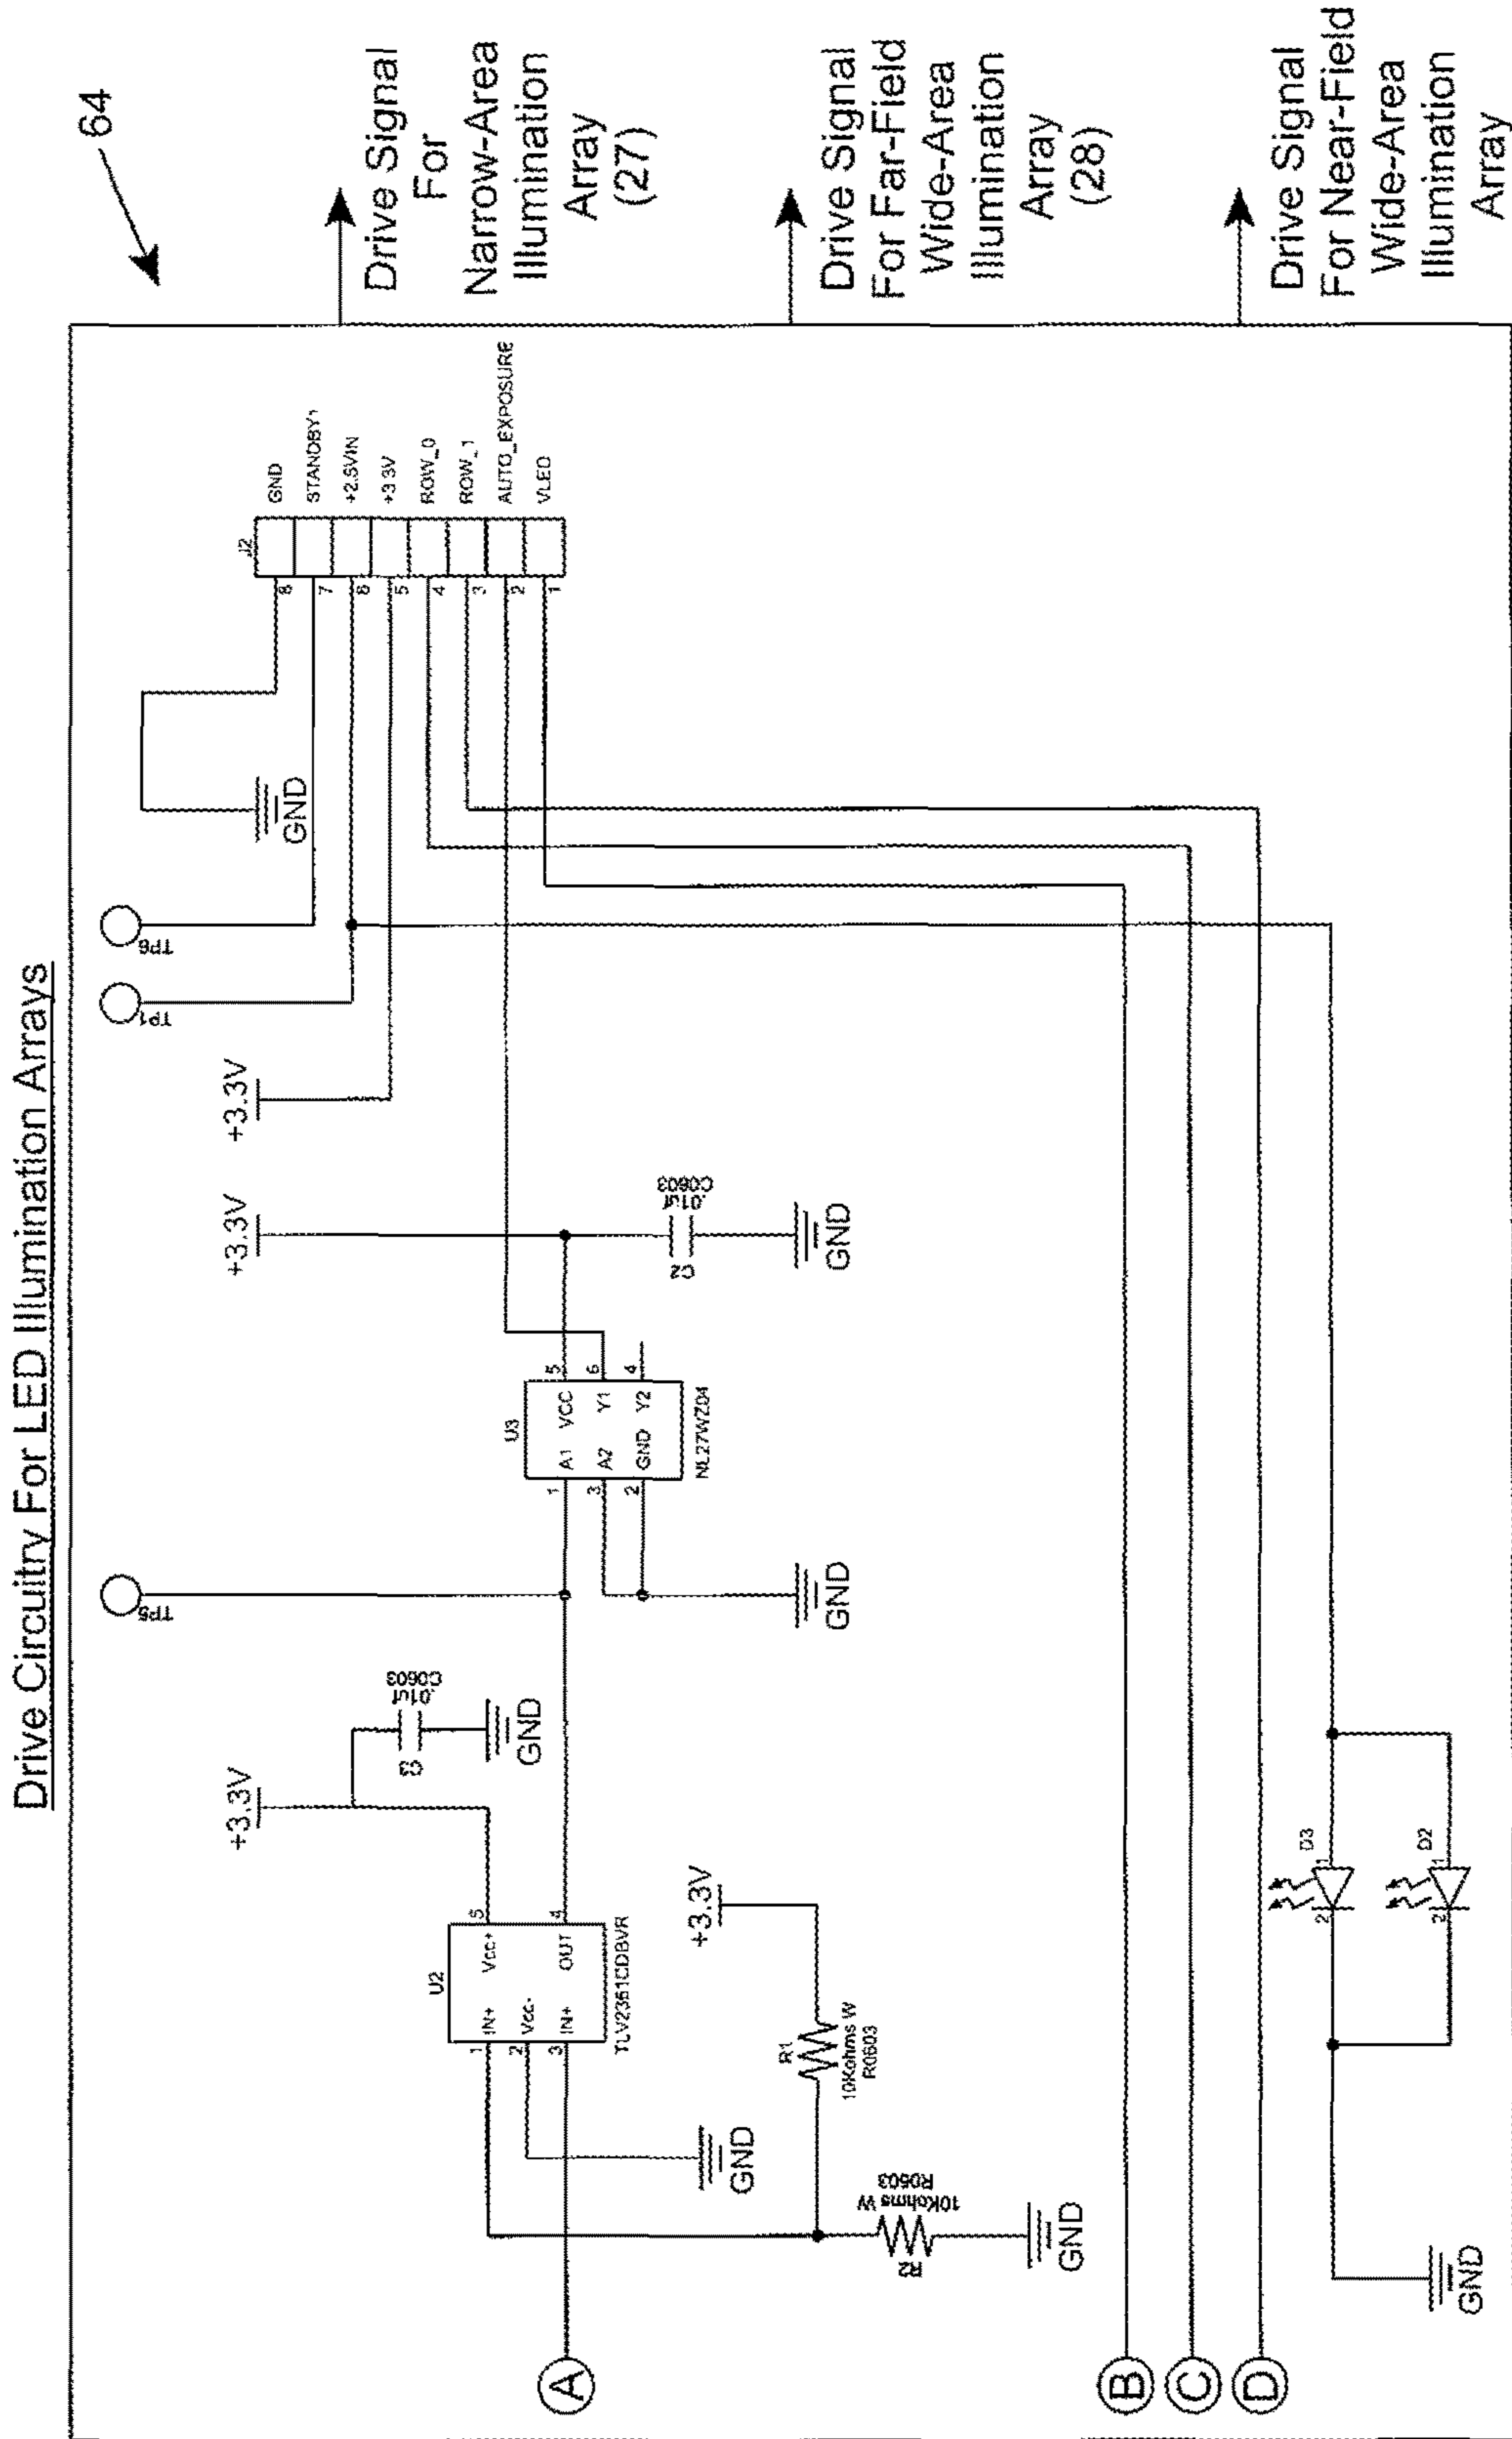 Drive Circuitry For LED Illumination Arrays
64
Drive Signal
For
Narrow-Area
Illumination
Array
(27)
Drive Signal
For Far-Field
Wide-Area
Illumination
Array
(28)
Drive Signal
For Near-Field
Wide-Area
Illumination
Array
J2
8 GND
7 STANDBY1
6 +2.5VIN
5 +3.3V
4 ROW_0
3 ROW_1
2 AUTO_EXPOSURE
1 VLED
GND
TP6
TP1
+3.3V
+3.3V
C2
.01uf
C0603
GND
U3
1 A1 VCC 5
3 A2 Y1 6
2 GND Y2 4
NL27WZ04
GND
TP5
+3.3V
C3
.01uf
C0603
GND
U2
1 IN+ Vcc+ 5
2 Vcc-
3 IN+ OUT 4
TLV2361CDBVR
GND
+3.3V
R1
10Kohms W
R0603
10Kohms W
R0603
GND
A
B
C
D
D3
2 1
D2
2 1
GND